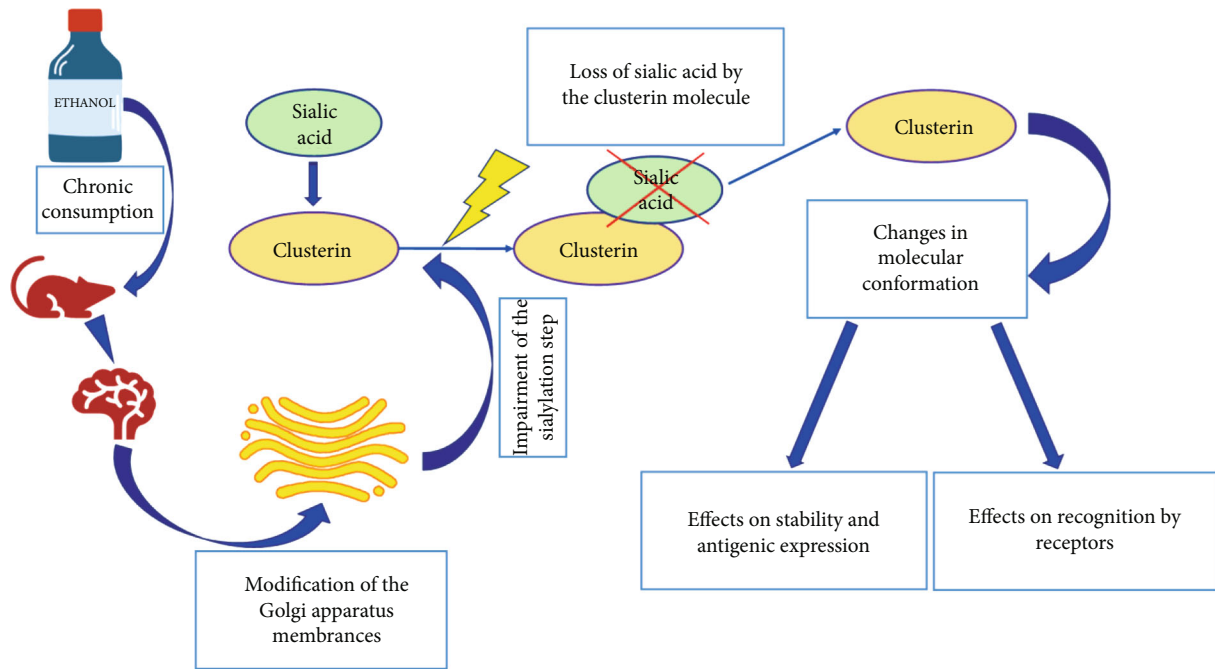 ETHANOL
Chronic
consumption
Sialic
acid
Clusterin
Loss of sialic acid by
the clusterin molecule
Sialic
acid
Clusterin
Clusterin
Impairment of the
sialylation step
Modification of the
Golgi apparatus
membrances
Changes in
molecular
conformation
Effects on stability and
antigenic expression
Effects on recognition by
receptors